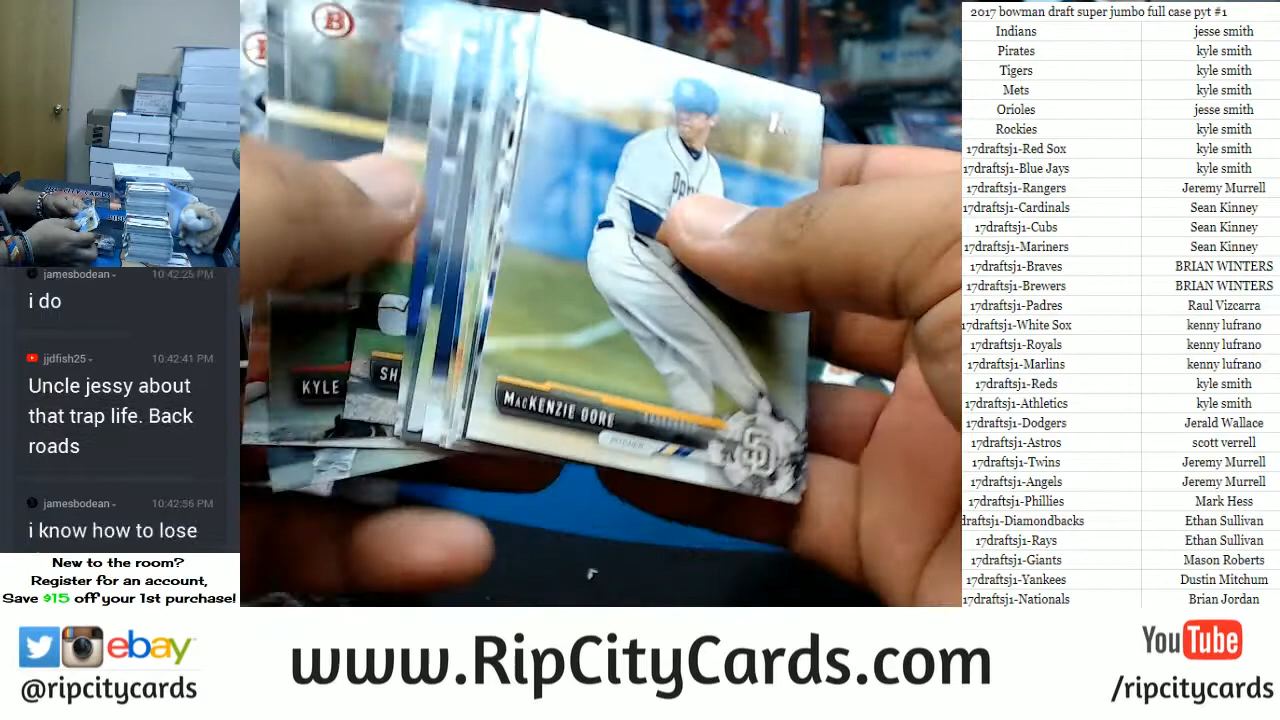 2017 bowman draft super jumbo full case pyt #1
Indians jesse smith
Pirates kyle smith
Tigers kyle smith
Mets kyle smith
Orioles jesse smith
Rockies kyle smith
17draftsj1-Red Sox kyle smith
17draftsj1-Blue Jays kyle smith
17draftsj1-Rangers Jeremy Murrell
17draftsj1-Cardinals Sean Kinney
17draftsj1-Cubs Sean Kinney
17draftsj1-Mariners Sean Kinney
17draftsj1-Braves BRIAN WINTERS
17draftsj1-Brewers BRIAN WINTERS
17draftsj1-Padres Raul Vizcarra
17draftsj1-White Sox kenny lufrano
17draftsj1-Royals kenny lufrano
17draftsj1-Marlins kenny lufrano
17draftsj1-Reds kyle smith
17draftsj1-Athletics kyle smith
17draftsj1-Dodgers Jerald Wallace
17draftsj1-Astros scott verrell
17draftsj1-Twins Jeremy Murrell
17draftsj1-Angels Jeremy Murrell
17draftsj1-Phillies Mark Hess
draftsj1-Diamondbacks Ethan Sullivan
17draftsj1-Rays Ethan Sullivan
17draftsj1-Giants Mason Roberts
17draftsj1-Yankees Dustin Mitchum
17draftsj1-Nationals Brian Jordan
jamesbodean 10:42:25 PM
i do
jjdfish25 10:42:41 PM
Uncle jessy about
that trap life. Back
roads
jamesbodean 10:42:56 PM
i know how to lose
New to the room?
Register for an account,
Save $15 off your 1st purchase!
B
KYLE
SH
MACKENZIE GORE
PITCHER
SD
ebay
@ripcitycards
www.RipCityCards.com
YouTube
/ripcitycards